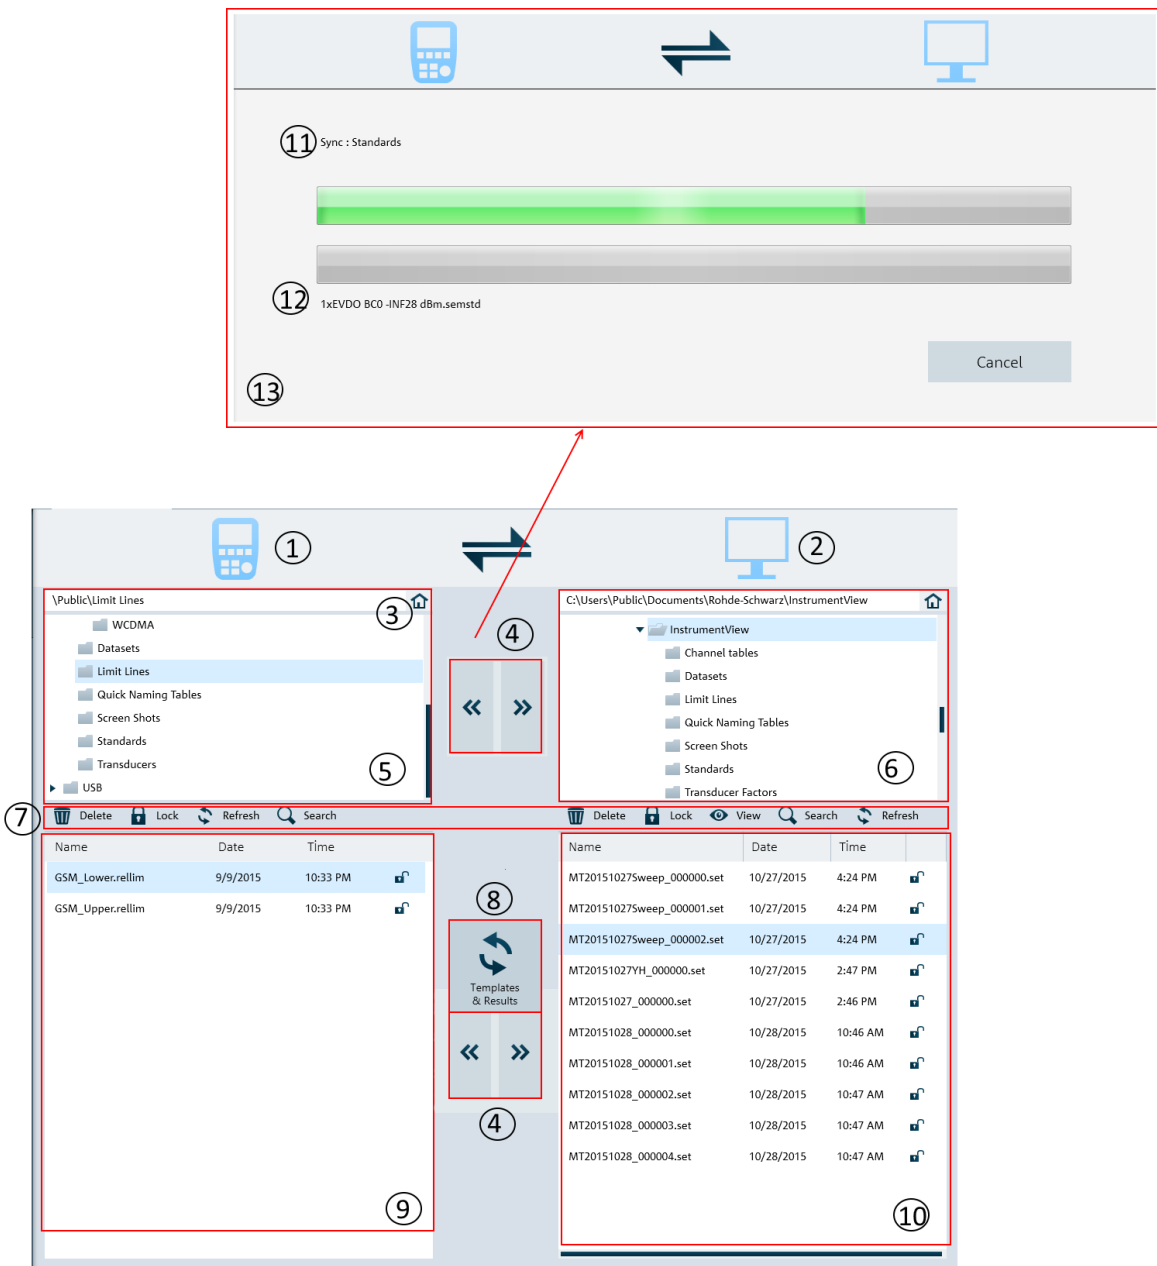 11 Sync : Standards
12 1xEVDO BC0 -INF28 dBm.semstd
Cancel
13
1
2
\Public\Limit Lines
3
WCDMA
Datasets
Limit Lines
Quick Naming Tables
Screen Shots
Standards
Transducers
5
USB
4
C:\Users\Public\Documents\Rohde-Schwarz\InstrumentView
InstrumentView
Channel tables
Datasets
Limit Lines
Quick Naming Tables
Screen Shots
Standards
6
Transducer Factors
7
Delete Lock Refresh Search
Delete Lock View Search Refresh
Name Date Time
GSM_Lower.rellim 9/9/2015 10:33 PM
GSM_Upper.rellim 9/9/2015 10:33 PM
9
8
Templates
& Results
4
Name Date Time
MT20151027Sweep_000000.set 10/27/2015 4:24 PM
MT20151027Sweep_000001.set 10/27/2015 4:24 PM
MT20151027Sweep_000002.set 10/27/2015 4:24 PM
MT20151027YH_000000.set 10/27/2015 2:47 PM
MT20151027_000000.set 10/27/2015 2:46 PM
MT20151028_000000.set 10/28/2015 10:46 AM
MT20151028_000001.set 10/28/2015 10:46 AM
MT20151028_000002.set 10/28/2015 10:47 AM
MT20151028_000003.set 10/28/2015 10:47 AM
MT20151028_000004.set 10/28/2015 10:47 AM
10